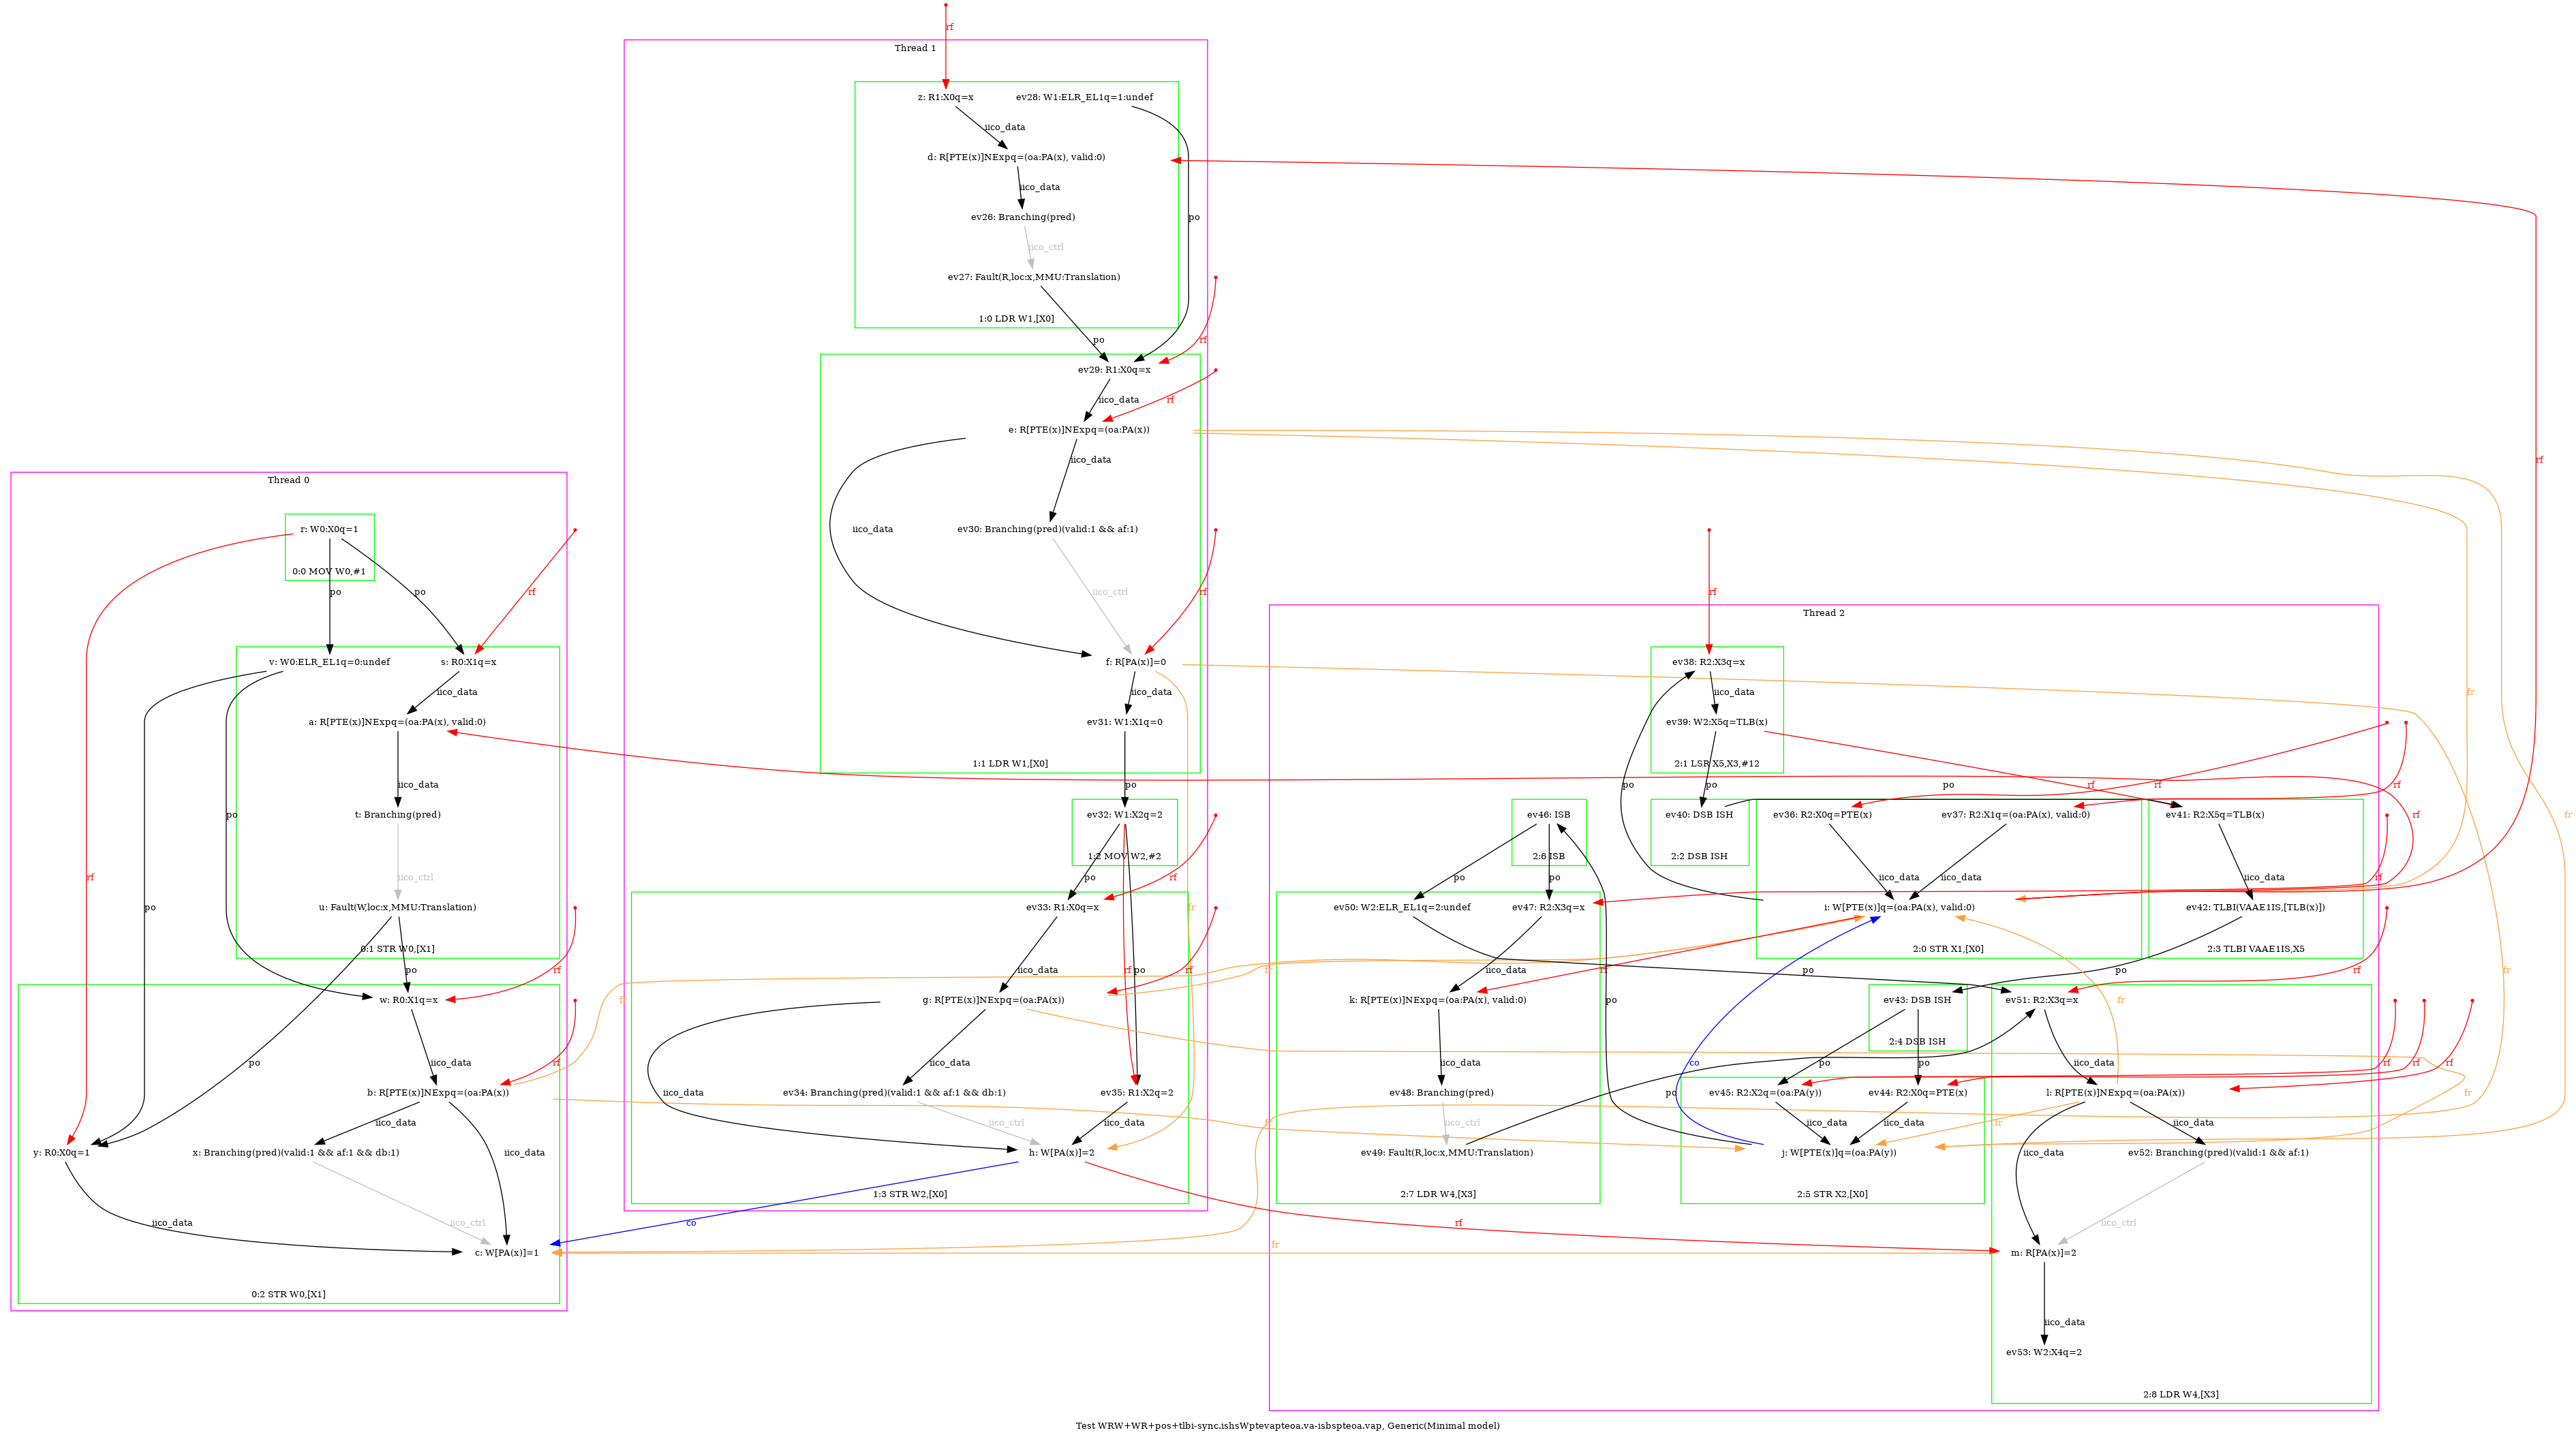 rf
Thread 1
z: R1:X0q=x
ev28: W1:ELR_EL1q=1:undef
iico_data
d: R[PTE(x)]NExpq=(oa:PA(x), valid:0)
iico_data
po
ev26: Branching(pred)
iico_ctrl
ev27: Fault(R,loc:x,MMU:Translation)
1:0 LDR W1,[X0]
po
rf
ev29: R1:X0q=x
iico_data
rf
e: R[PTE(x)]NExpq=(oa:PA(x))
iico_data
rf
iico_data
ev30: Branching(pred)(valid:1 && af:1)
iico_ctrl
rf
f: R[PA(x)]=0
iico_data
ev31: W1:X1q=0
1:1 LDR W1,[X0]
po
ev32: W1:X2q=2
1:2 MOV W2,#2
po
rf
ev33: R1:X0q=x
fr
iico_data
rf
po
rf
fr
g: R[PTE(x)]NExpq=(oa:PA(x))
iico_data
iico_data
ev34: Branching(pred)(valid:1 && af:1 && db:1)
ev35: R1:X2q=2
iico_ctrl
iico_data
h: W[PA(x)]=2
1:3 STR W2,[X0]
co
rf
Thread 0
r: W0:X0q=1
0:0 MOV W0,#1
po
po
rf
v: W0:ELR_EL1q=0:undef
s: R0:X1q=x
iico_data
a: R[PTE(x)]NExpq=(oa:PA(x), valid:0)
iico_data
po
t: Branching(pred)
rf
iico_ctrl
po
u: Fault(W,loc:x,MMU:Translation)
0:1 STR W0,[X1]
po
rf
w: R0:X1q=x
fr
po
iico_data
rf
b: R[PTE(x)]NExpq=(oa:PA(x))
iico_data
fr
y: R0:X0q=1
x: Branching(pred)(valid:1 && af:1 && db:1)
iico_data
iico_data
iico_ctrl
c: W[PA(x)]=1
0:2 STR W0,[X1]
fr
Thread 2
rf
ev38: R2:X3q=x
iico_data
fr
ev39: W2:X5q=TLB(x)
2:1 LSR X5,X3,#12
po
po
po
rf
rf
rf
ev46: ISB
2:6 ISB
ev40: DSB ISH
2:2 DSB ISH
ev36: R2:X0q=PTE(x)
ev37: R2:X1q=(oa:PA(x), valid:0)
ev41: R2:X5q=TLB(x)
rf
fr
po
po
iico_data
iico_data
iico_data
rf
ev50: W2:ELR_EL1q=2:undef
ev47: R2:X3q=x
i: W[PTE(x)]q=(oa:PA(x), valid:0)
ev42: TLBI(VAAE1IS,[TLB(x)])
2:0 STR X1,[X0]
2:3 TLBI VAAE1IS,X5
iico_data
rf
po
po
rf
fr
k: R[PTE(x)]NExpq=(oa:PA(x), valid:0)
po
ev43: DSB ISH
2:4 DSB ISH
ev51: R2:X3q=x
fr
iico_data
co
po
po
iico_data
rf
rf
rf
ev48: Branching(pred)
po
ev45: R2:X2q=(oa:PA(y))
ev44: R2:X0q=PTE(x)
l: R[PTE(x)]NExpq=(oa:PA(x))
fr
iico_ctrl
iico_data
iico_data
fr
iico_data
ev49: Fault(R,loc:x,MMU:Translation)
j: W[PTE(x)]q=(oa:PA(y))
iico_data
ev52: Branching(pred)(valid:1 && af:1)
2:7 LDR W4,[X3]
2:5 STR X2,[X0]
iico_ctrl
m: R[PA(x)]=2
iico_data
ev53: W2:X4q=2
2:8 LDR W4,[X3]
Test WRW+WR+pos+tlbi-sync.ishsWptevapteoa.va-isbspteoa.vap, Generic(Minimal model)